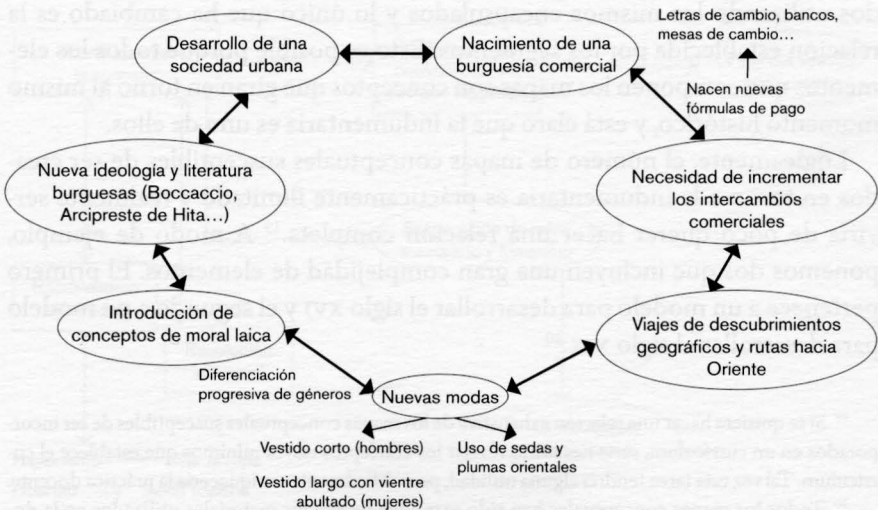 Desarrollo de una
sociedad urbana
Nacimiento de una
burguesía comercial
Letras de cambio, bancos,
mesas de cambio...
Nacen nuevas
fórmulas de pago
Nueva ideología y literatura
burguesas (Boccaccio,
Arcipreste de Hita...)
Necesidad de incrementar
los intercambios
comerciales
Introducción de
conceptos de moral laica
Viajes de descubrimientos
geográficos y rutas hacia
Oriente
Diferenciación
progresiva de géneros
Nuevas modas
Vestido corto (hombres)
Vestido largo con vientre
abultado (mujeres)
Uso de sedas y
plumas orientales